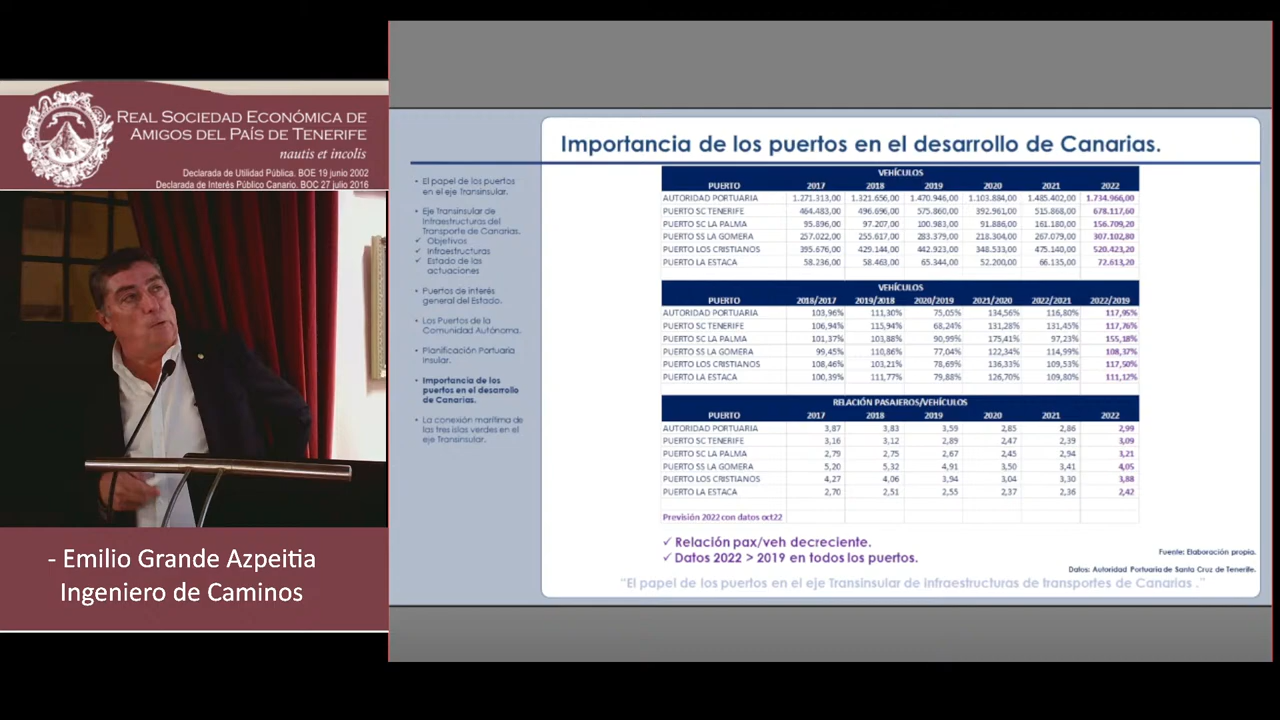 REAL SOCIEDAD ECONÓMICA DE
AMIGOS DEL PAÍS DE TENERIFE
nautis et incolis
Declarada de Utilidad Pública. BOE 19 junio 2002
Declarada de Interés Público Canario. BOC 27 julio 2016
- Emilio Grande Azpeitia
Ingeniero de Caminos
Importancia de los puertos en el desarrollo de Canarias.
• El papel de los puertos
en el eje Transinsular.
• Eje Transinsular de
Infraestructuras del
Transporte de Canarias.
✓ Objetivos
✓ Infraestructuras
✓ Estado de las
actuaciones
• Puertos de interés
general del Estado.
• Los Puertos de la
Comunidad Autónoma.
• Planificación Portuaria
Insular.
• Importancia de los
puertos en el desarrollo
de Canarias.
• La conexión marítima de
las tres islas verdes en el
eje Transinsular.
VEHÍCULOS
PUERTO 2017 2018 2019 2020 2021 2022
AUTORIDAD PORTUARIA 1.271.313,00 1.321.656,00 1.470.946,00 1.103.884,00 1.485.402,00 1.734.966,00
PUERTO SC TENERIFE 464.483,00 496.696,00 575.860,00 392.961,00 515.868,00 678.117,60
PUERTO SC LA PALMA 95.896,00 97.207,00 100.983,00 91.886,00 161.180,00 156.709,20
PUERTO SS LA GOMERA 257.022,00 255.617,00 283.379,00 218.304,00 267.079,00 307.102,80
PUERTO LOS CRISTIANOS 395.676,00 429.144,00 442.923,00 348.533,00 475.140,00 520.423,20
PUERTO LA ESTACA 58.236,00 58.463,00 65.344,00 52.200,00 66.135,00 72.613,20
VEHÍCULOS
PUERTO 2018/2017 2019/2018 2020/2019 2021/2020 2022/2021 2022/2019
AUTORIDAD PORTUARIA 103,96% 111,30% 75,05% 134,56% 116,80% 117,95%
PUERTO SC TENERIFE 106,94% 115,94% 68,24% 131,28% 131,45% 117,76%
PUERTO SC LA PALMA 101,37% 103,88% 90,99% 175,41% 97,23% 155,18%
PUERTO SS LA GOMERA 99,45% 110,86% 77,04% 122,34% 114,99% 108,37%
PUERTO LOS CRISTIANOS 108,46% 103,21% 78,69% 136,33% 109,53% 117,50%
PUERTO LA ESTACA 100,39% 111,77% 79,88% 126,70% 109,80% 111,12%
RELACIÓN PASAJEROS/VEHÍCULOS
PUERTO 2017 2018 2019 2020 2021 2022
AUTORIDAD PORTUARIA 3,87 3,83 3,59 2,85 2,86 2,99
PUERTO SC TENERIFE 3,16 3,12 2,89 2,47 2,39 3,09
PUERTO SC LA PALMA 2,79 2,75 2,67 2,45 2,94 3,21
PUERTO SS LA GOMERA 5,20 5,32 4,91 3,50 3,41 4,05
PUERTO LOS CRISTIANOS 4,27 4,06 3,94 3,04 3,30 3,88
PUERTO LA ESTACA 2,70 2,51 2,55 2,37 2,36 2,42
Previsión 2022 con datos oct22
✓ Relación pax/veh decreciente.
✓ Datos 2022 > 2019 en todos los puertos.
Fuente: Elaboración propia.
Datos: Autoridad Portuaria de Santa Cruz de Tenerife.
"El papel de los puertos en el eje Transinsular de infraestructuras de transportes de Canarias ."